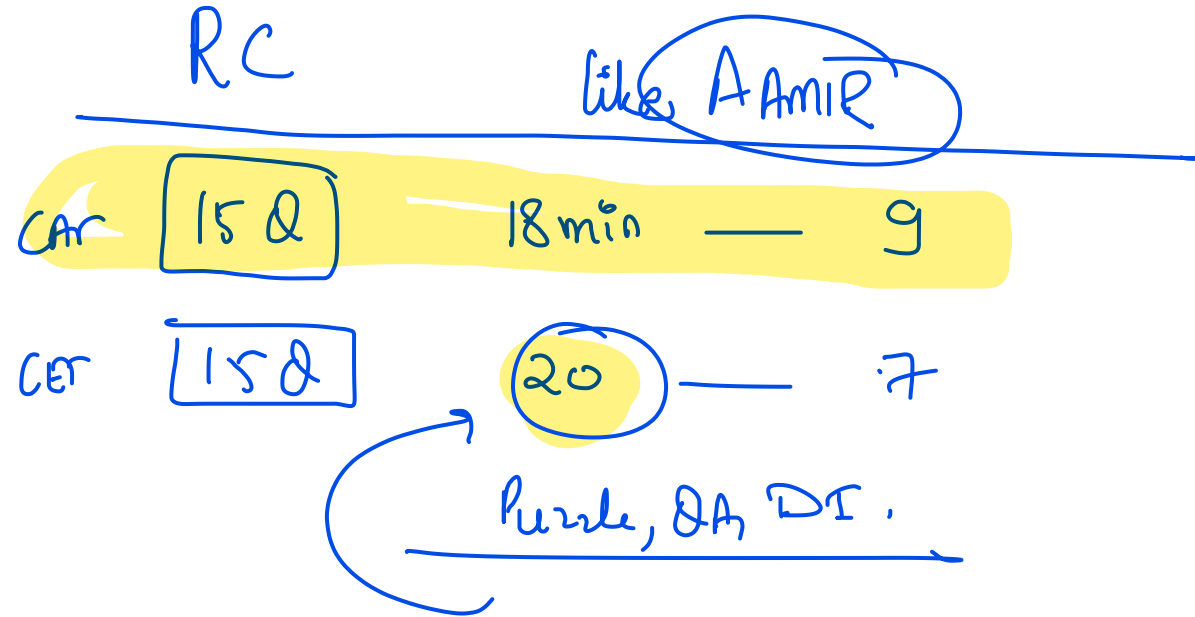 RC like, AAMIR
CAT 15Q 18min — 9
CET 15Q 20 — 7
Puzzle, QA, DI.